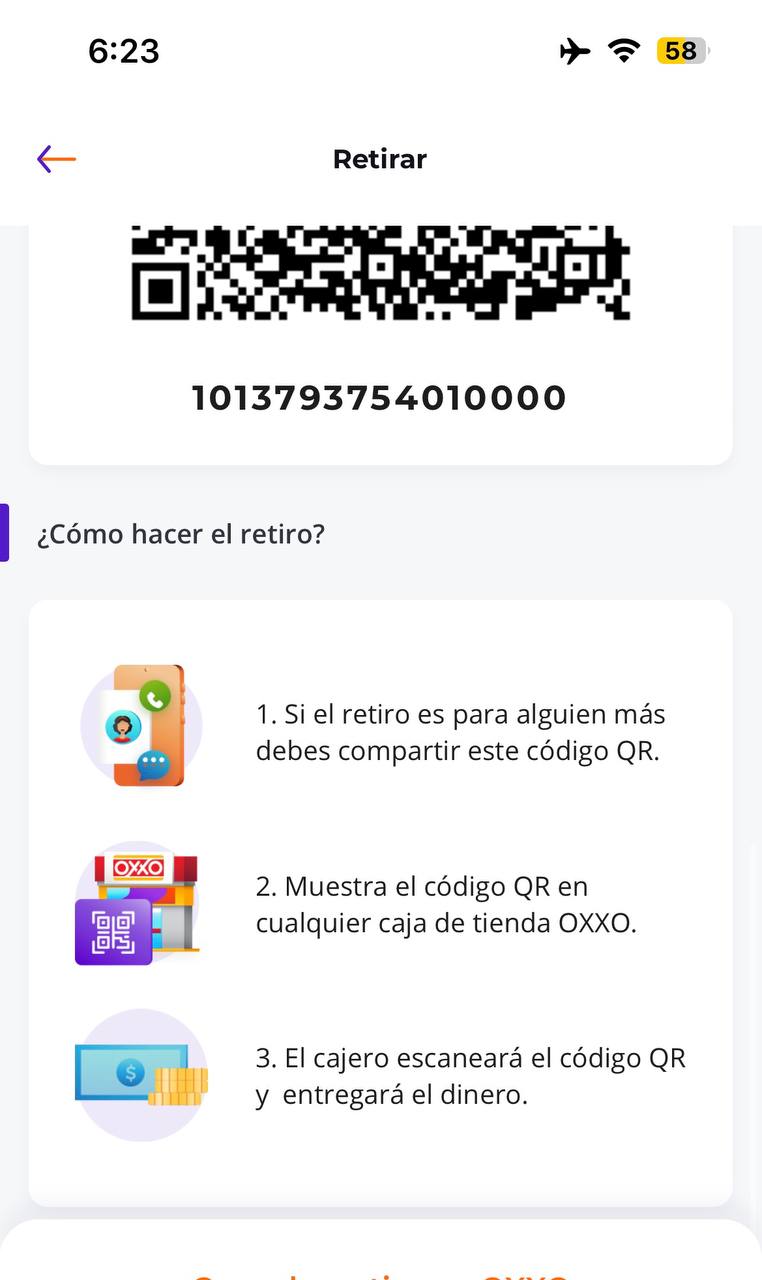 6:23
58
Retirar
1013793754010000
¿Cómo hacer el retiro?
1. Si el retiro es para alguien más
debes compartir este código QR.
OXXO
2. Muestra el código QR en
cualquier caja de tienda OXXO.
$
3. El cajero escaneará el código QR
y  entregará el dinero.
OXXO